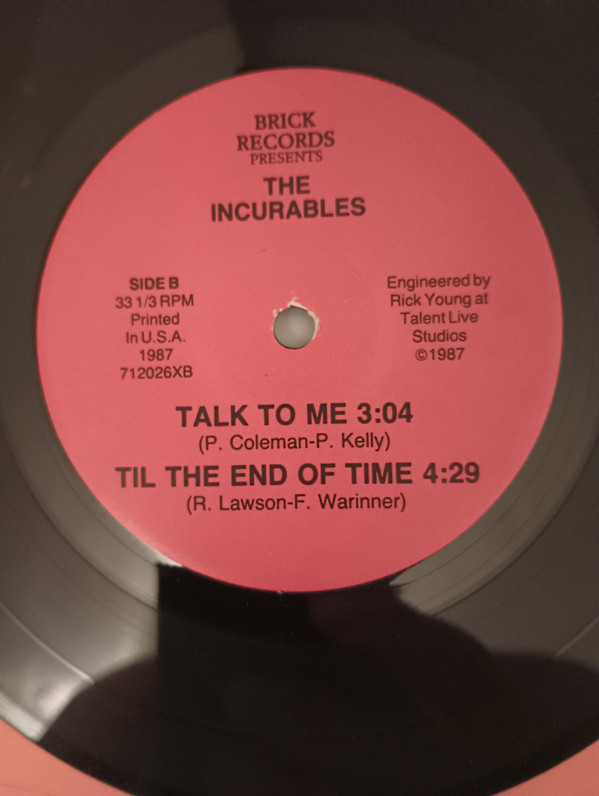 BRICK
RECORDS
PRESENTS
THE
INCURABLES
SIDE B
33 1/3 RPM
Printed
In U.S.A.
1987
712026XB
Engineered by
Rick Young at
Talent Live
Studios
©1987
TALK TO ME 3:04
(P. Coleman-P. Kelly)
TIL THE END OF TIME 4:29
(R. Lawson-F. Warinner)